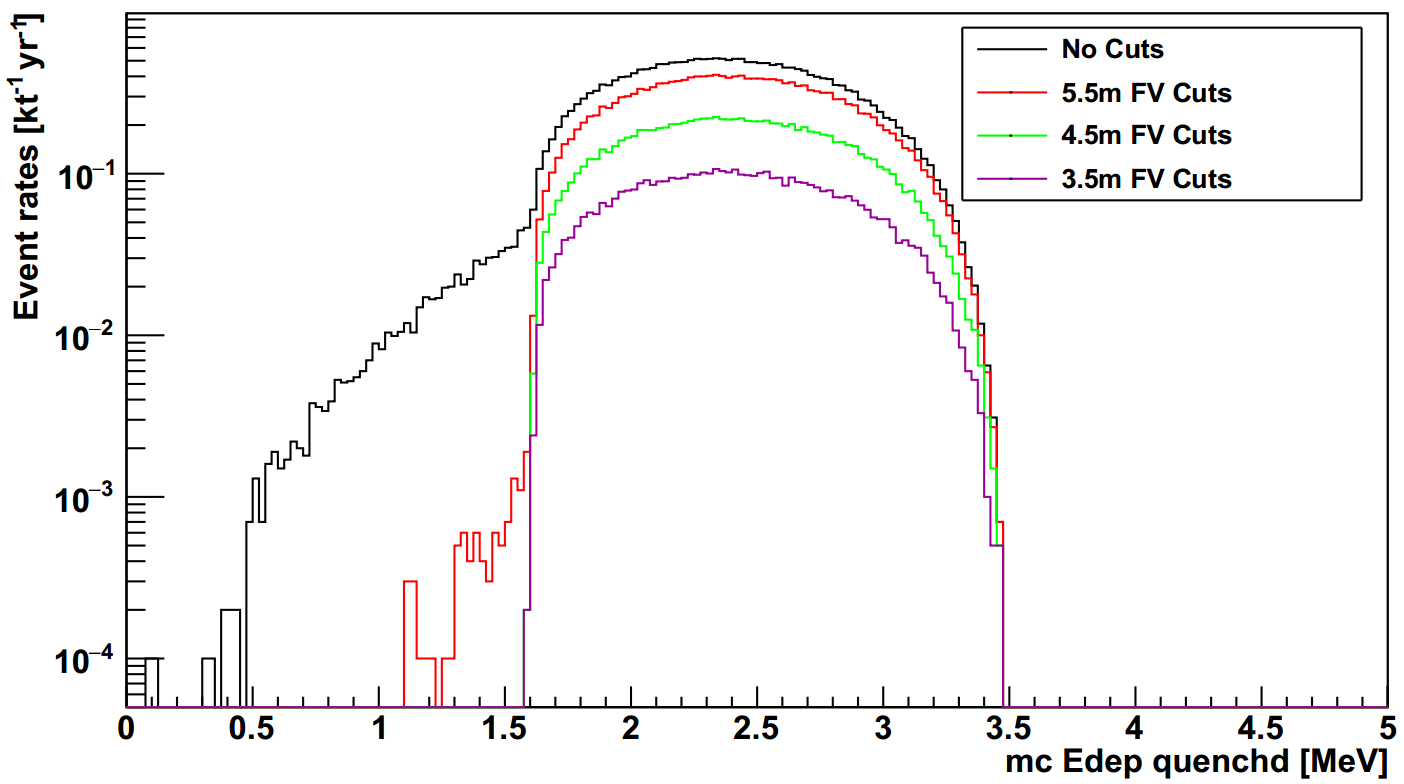 Event rates [kt⁻¹ yr⁻¹]
No Cuts
5.5m FV Cuts
4.5m FV Cuts
3.5m FV Cuts
10⁻¹
10⁻²
10⁻³
10⁻⁴
0 0.5 1 1.5 2 2.5 3 3.5 4 4.5 5
mc Edep quenchd [MeV]